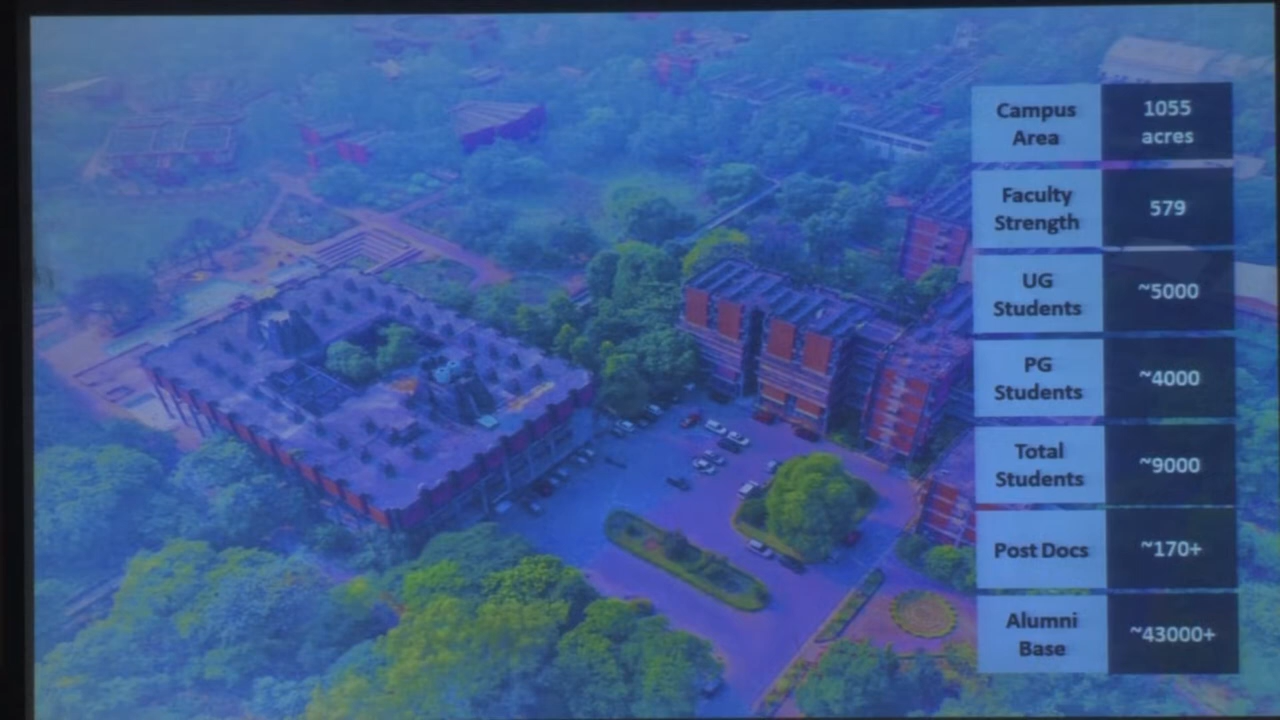 Campus
Area
1055
acres
Faculty
Strength
579
UG
Students
~5000
PG
Students
~4000
Total
Students
~9000
Post Docs
~170+
Alumni
Base
~43000+